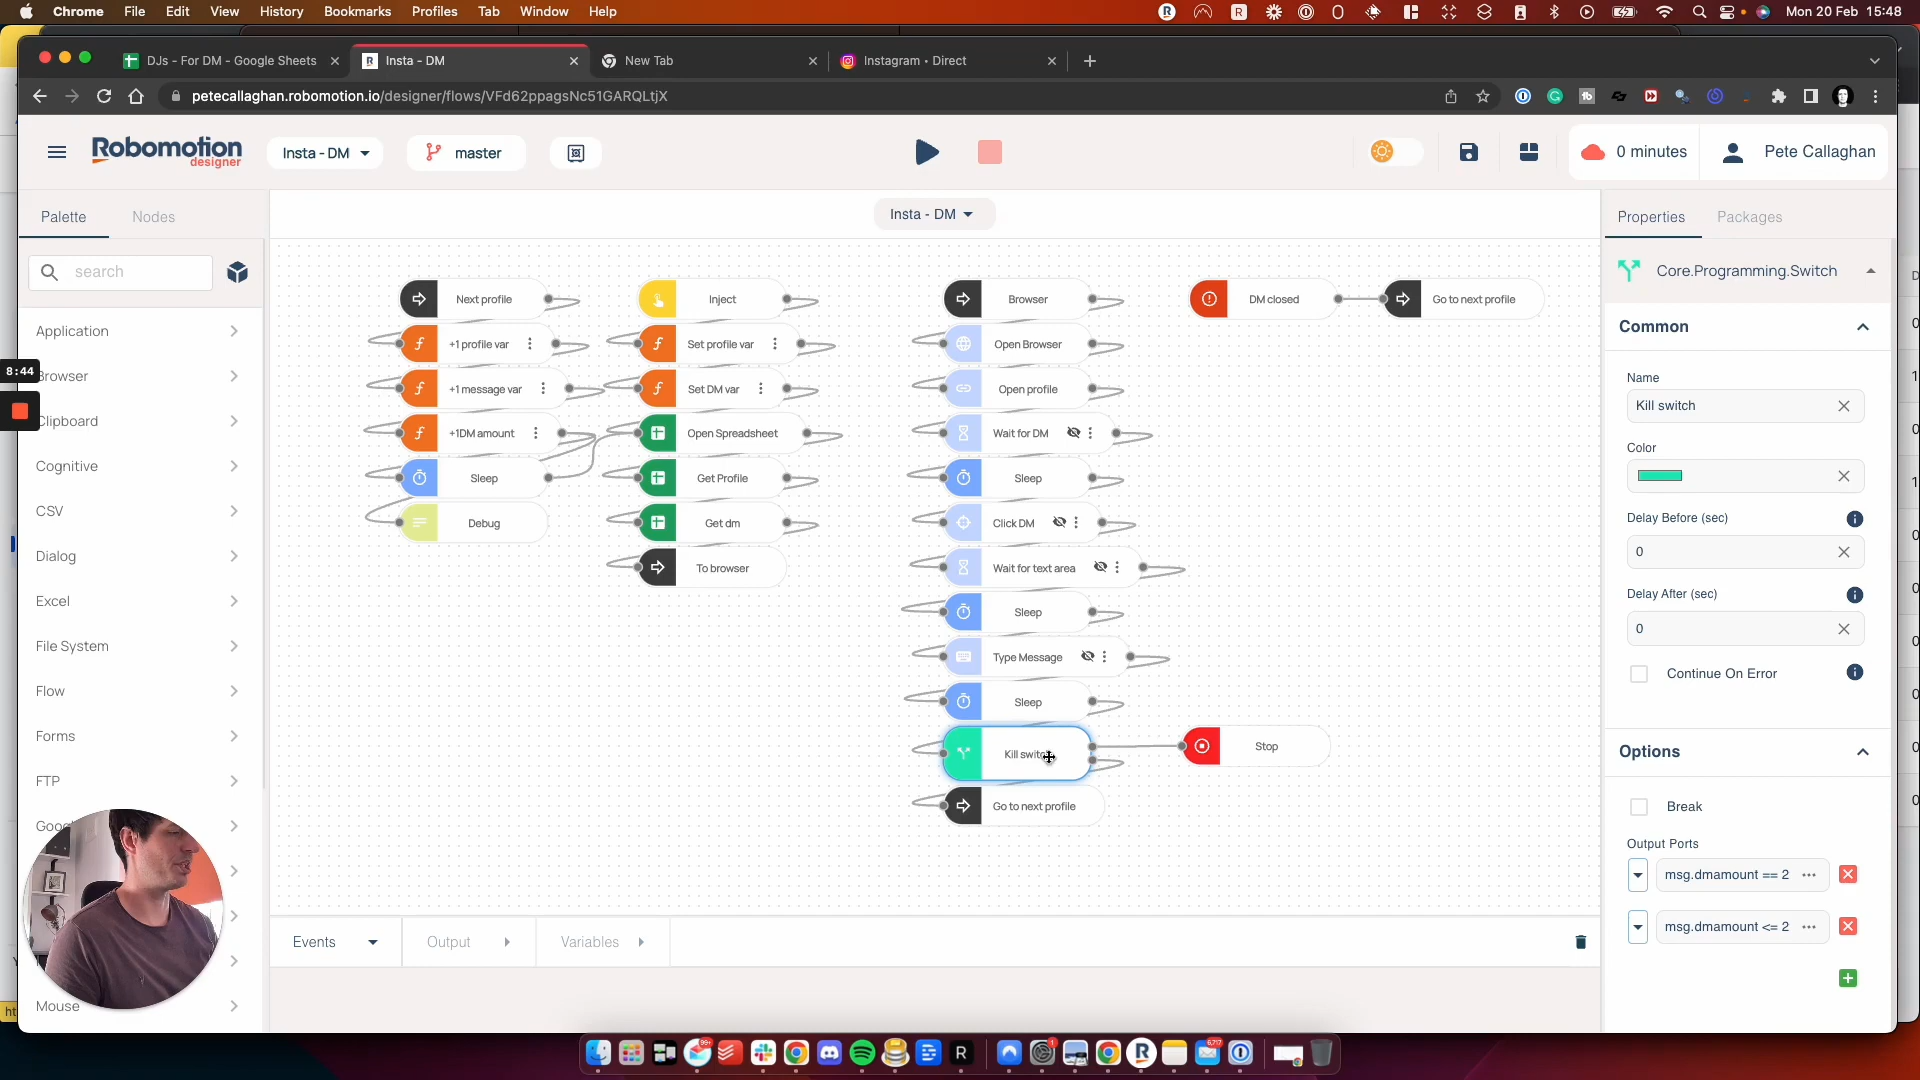 Chrome File Edit View History Bookmarks Profiles Tab Window Help Mon 20 Feb 15:48
DJs - For DM - Google Sheets Insta - DM New Tab Instagram • Direct
petecallaghan.robomotion.io/designer/flows/VFd62ppagsNc51GARQLtjX
Robomotion designer Insta - DM master 0 minutes Pete Callaghan
Palette Nodes Insta - DM Properties Packages
search
Application
Browser
Clipboard
Cognitive
CSV
Dialog
Excel
File System
Flow
Forms
FTP
Goo
Mouse
8:44
Next profile
+1 profile var
+1 message var
+1DM amount
Sleep
Debug
Inject
Set profile var
Set DM var
Open Spreadsheet
Get Profile
Get dm
To browser
Browser
Open Browser
Open profile
Wait for DM
Sleep
Click DM
Wait for text area
Sleep
Type Message
Sleep
Kill switch
Go to next profile
DM closed Go to next profile
Stop
Core.Programming.Switch
Common
Name
Kill switch
Color
Delay Before (sec)
0
Delay After (sec)
0
Continue On Error
Options
Break
Output Ports
msg.dmamount == 2
msg.dmamount <= 2
Events Output Variables